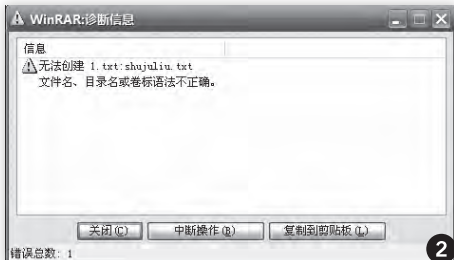 WinRAR:诊断信息
信息
无法创建 1.txt:shujuliu.txt
文件名、目录名或卷标语法不正确。
关闭(C) 中断操作(B) 复制到剪贴板(L)
错误总数: 1
2